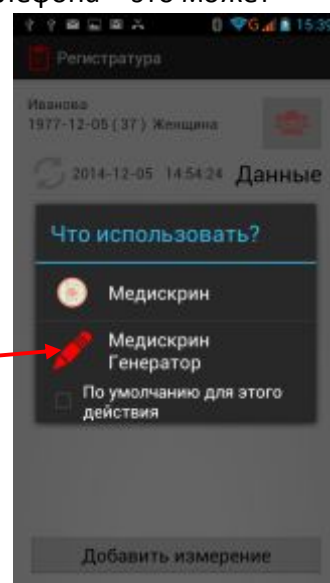 лефона – это может
15:39
Регистратура
Иванова
1977-12-05 ( 37 ) Женщина
2014-12-05 14:54:24 Данные
Что использовать?
Медискрин
Медискрин
Генератор
По умолчанию для этого
действия
Добавить измерение